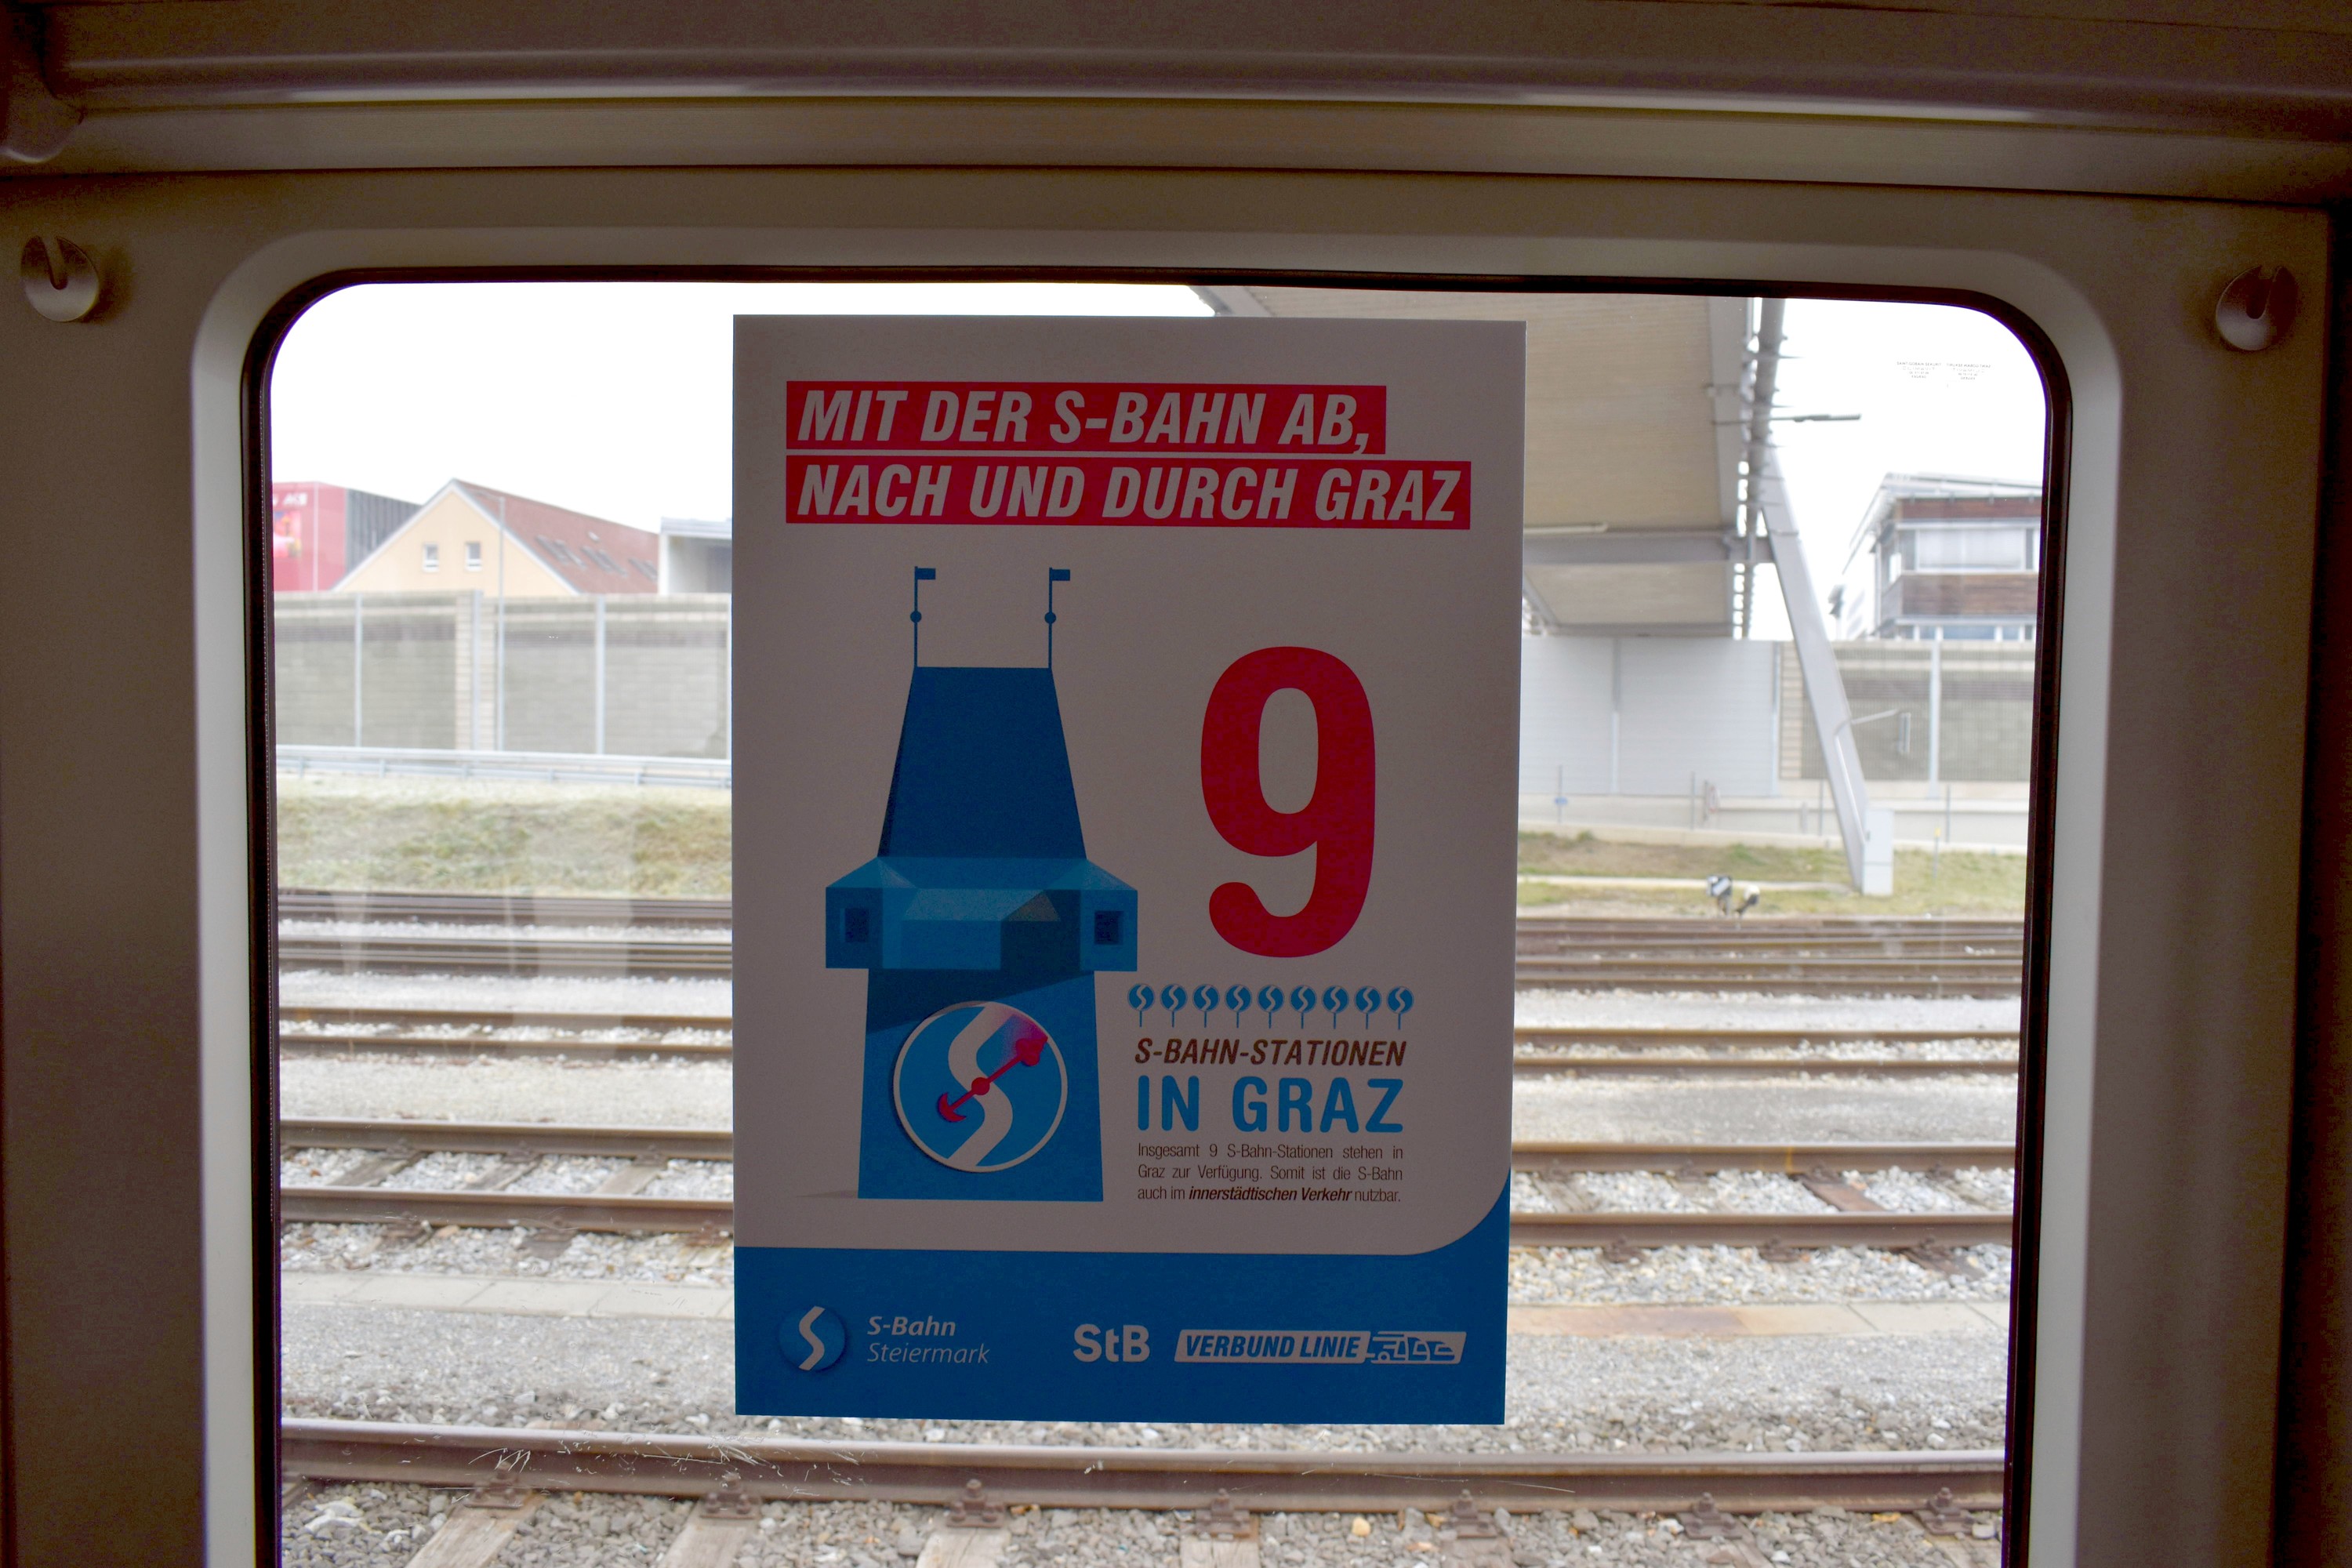 MIT DER S-BAHN AB,
NACH UND DURCH GRAZ
9
S-BAHN-STATIONEN
IN GRAZ
Insgesamt 9 S-Bahn-Stationen stehen in
Graz zur Verfügung. Somit ist die S-Bahn
auch im innerstädtischen Verkehr nutzbar.
S-Bahn
Steiermark
StB
VERBUND LINIE